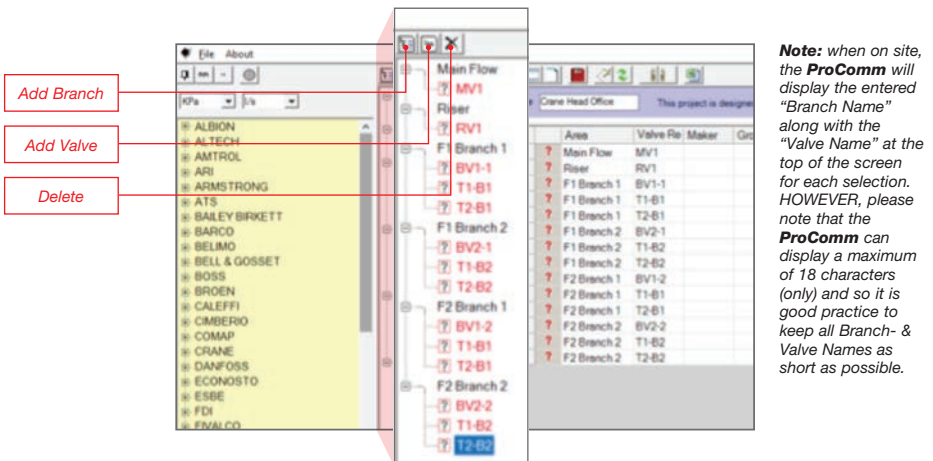 Add Branch
Add Valve
Delete
File About
KPa l/s
ALBION
ALTECH
AMTROL
ARI
ARMSTRONG
ATS
BAILEY BIRKETT
BARCO
BELIMO
BELL & GOSSET
BOSS
BROEN
CALEFFI
CIMBERIO
COMAP
CRANE
DANFOSS
ECONOSTO
ESBE
FDI
FIVALCO
Main Flow
MV1
Riser
RV1
F1 Branch 1
BV1-1
T1-B1
T2-B1
F1 Branch 2
BV2-1
T1-B2
T2-B2
F2 Branch 1
BV1-2
T1-B1
T2-B1
F2 Branch 2
BV2-2
T1-B2
T2-B2
Crane Head Office This project is designe
Area Valve Re Maker Gro
? Main Flow MV1
? Riser RV1
? F1 Branch 1 BV1-1
? F1 Branch 1 T1-B1
? F1 Branch 1 T2-B1
? F1 Branch 2 BV2-1
? F1 Branch 2 T1-B2
? F1 Branch 2 T2-B2
? F2 Branch 1 BV1-2
? F2 Branch 1 T1-B1
? F2 Branch 1 T2-B1
? F2 Branch 2 BV2-2
? F2 Branch 2 T1-B2
? F2 Branch 2 T2-B2
Note: when on site,
the ProComm will
display the entered
“Branch Name”
along with the
“Valve Name” at the
top of the screen
for each selection.
HOWEVER, please
note that the
ProComm can
display a maximum
of 18 characters
(only) and so it is
good practice to
keep all Branch- &
Valve Names as
short as possible.